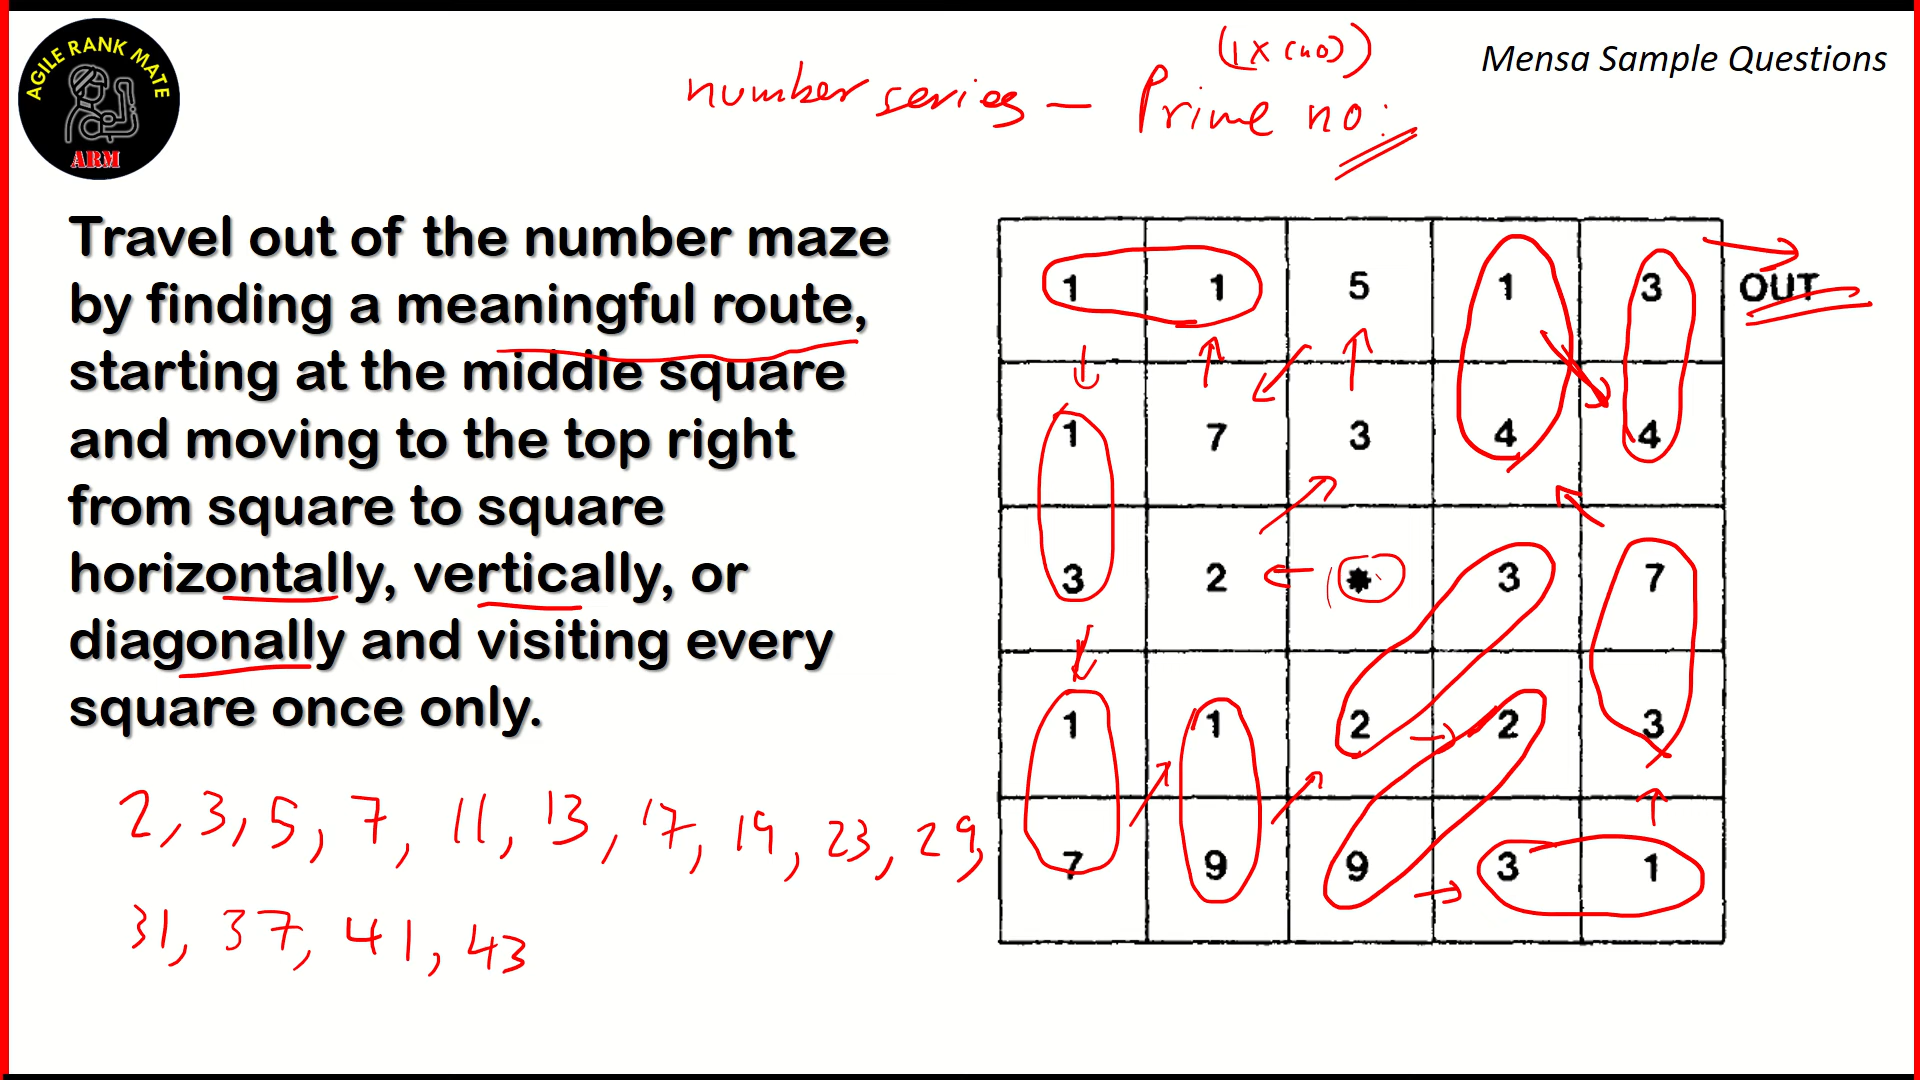 AGILE RANK MATE
ARM
(1X(no))
Mensa Sample Questions
number series — Prime no:
Travel out of the number maze
by finding a meaningful route,
starting at the middle square
and moving to the top right
from square to square
horizontally, vertically, or
diagonally and visiting every
square once only.
1 1 5 1 3 OUT
1 7 3 4 4
3 2 * 3 7
1 1 2 2 3
7 9 9 3 1
2, 3, 5, 7, 11, 13, 17, 19, 23, 29,
31, 37, 41, 43